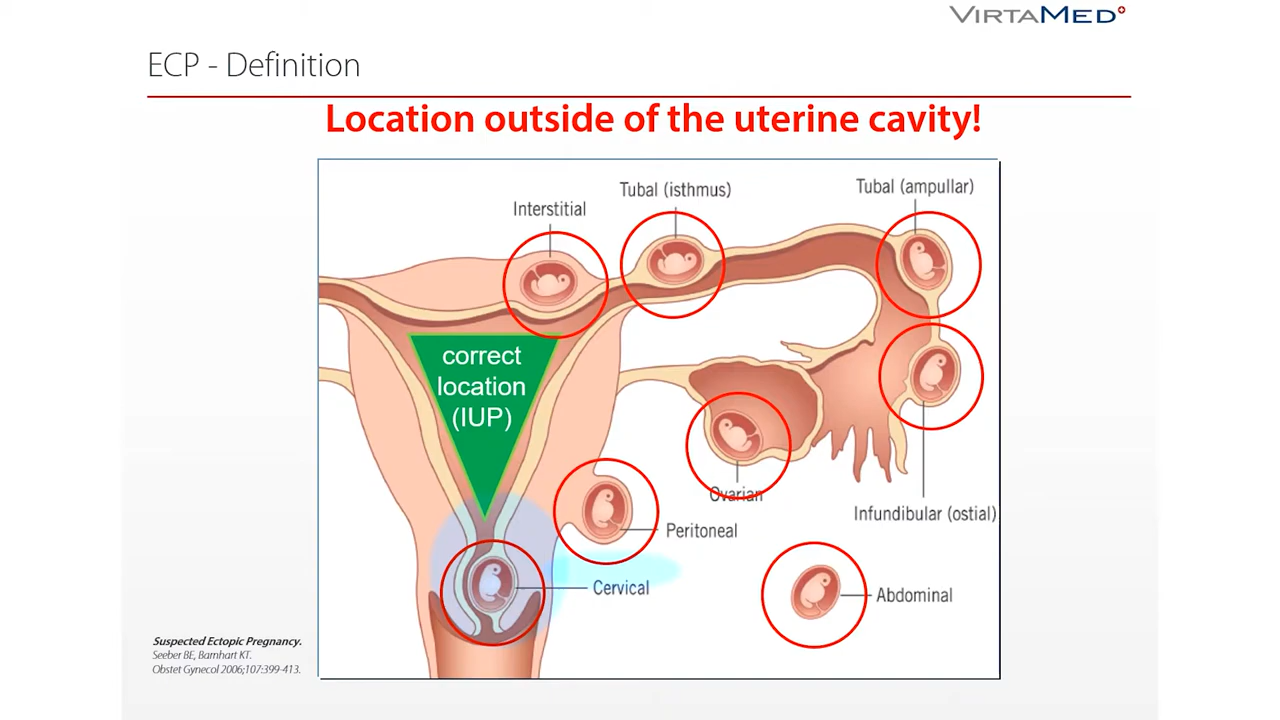 VIRTAMED
ECP - Definition
Location outside of the uterine cavity!
Tubal (isthmus)
Tubal (ampullar)
Interstitial
correct
location
(IUP)
Ovarian
Infundibular (ostial)
Peritoneal
Cervical
Abdominal
Suspected Ectopic Pregnancy.
Seeber BE, Barnhart KT.
Obstet Gynecol 2006;107:399-413.